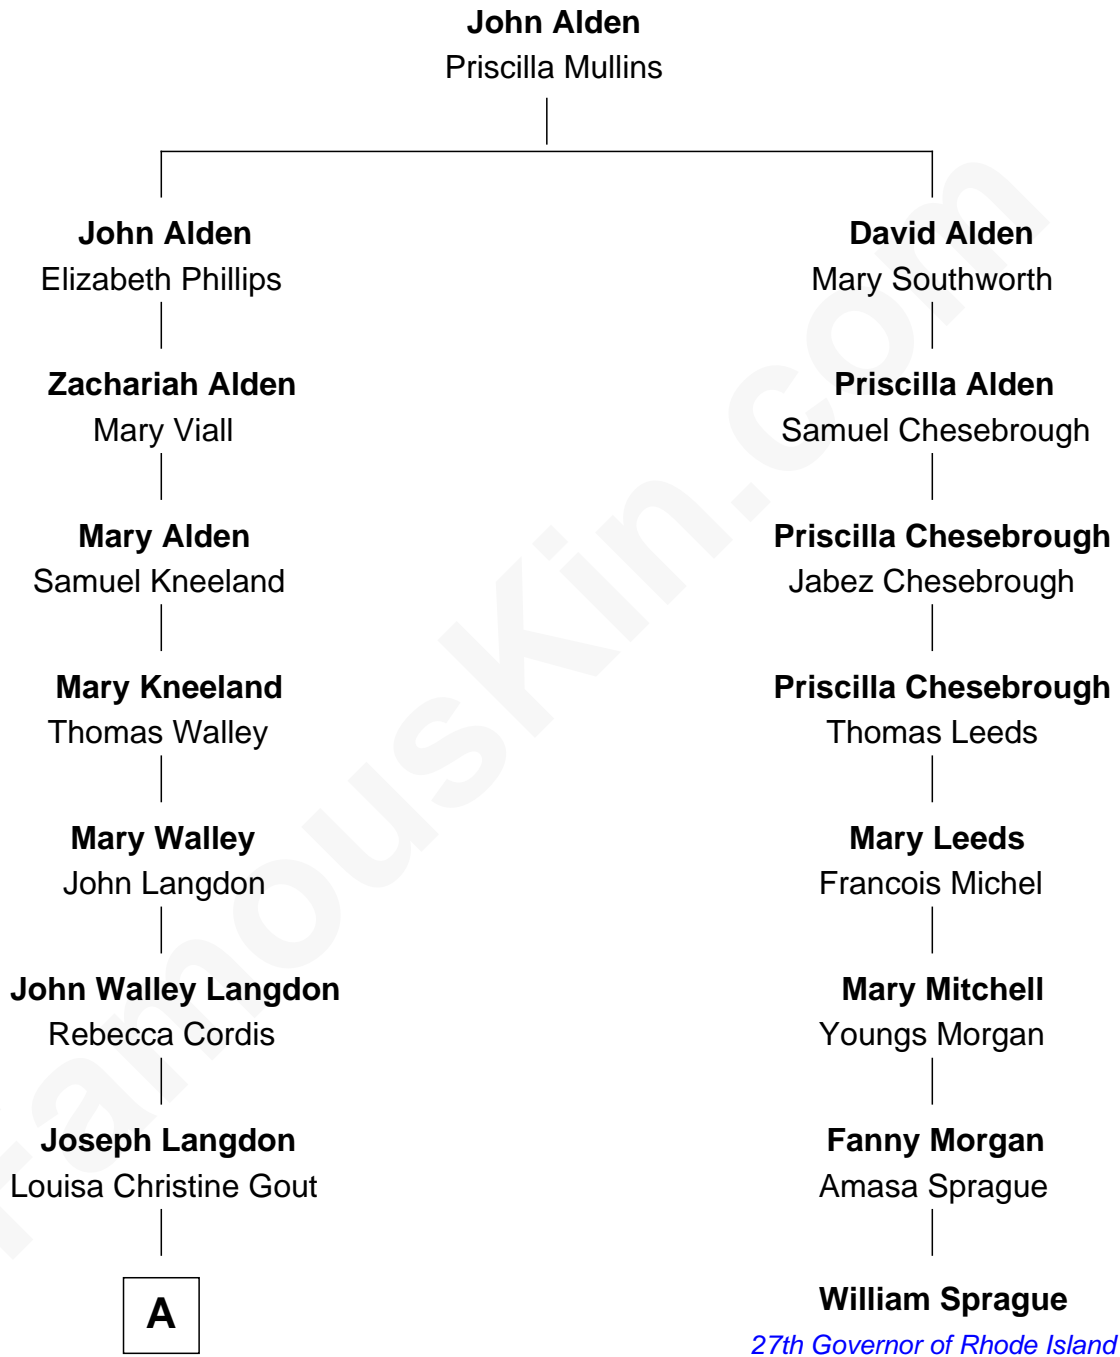 John Alden
Priscilla Mullins
John Alden
Elizabeth Phillips
Zachariah Alden
Mary Viall
Mary Alden
Samuel Kneeland
Mary Kneeland
Thomas Walley
Mary Walley
John Langdon
John Walley Langdon
Rebecca Cordis
Joseph Langdon
Louisa Christine Gout
A
David Alden
Mary Southworth
Priscilla Alden
Samuel Chesebrough
Priscilla Chesebrough
Jabez Chesebrough
Priscilla Chesebrough
Thomas Leeds
Mary Leeds
Francois Michel
Mary Mitchell
Youngs Morgan
Fanny Morgan
Amasa Sprague
William Sprague
27th Governor of Rhode Island
FamousKin.com